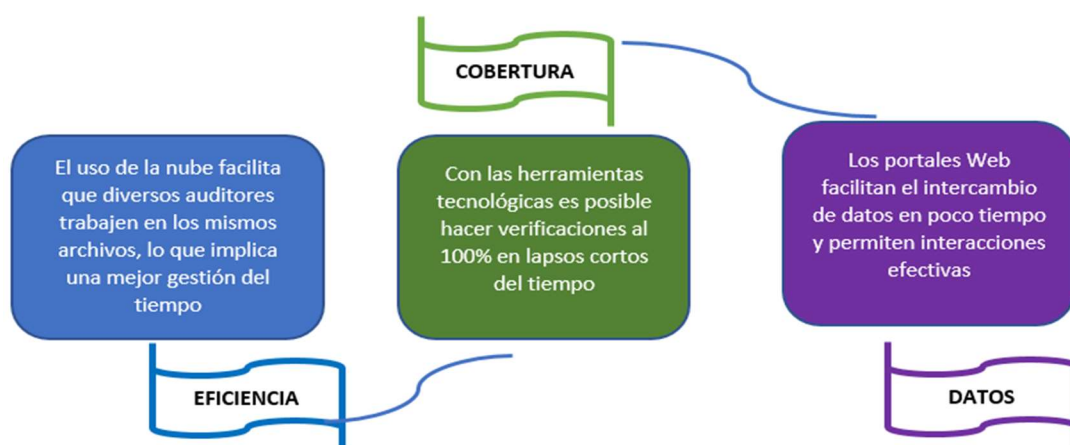 COBERTURA
El uso de la nube facilita
que diversos auditores
trabajen en los mismos
archivos, lo que implica
una mejor gestión del
tiempo
Con las herramientas
tecnológicas es posible
hacer verificaciones al
100% en lapsos cortos
del tiempo
Los portales Web
facilitan el intercambio
de datos en poco tiempo
y permiten interacciones
efectivas
EFICIENCIA
DATOS